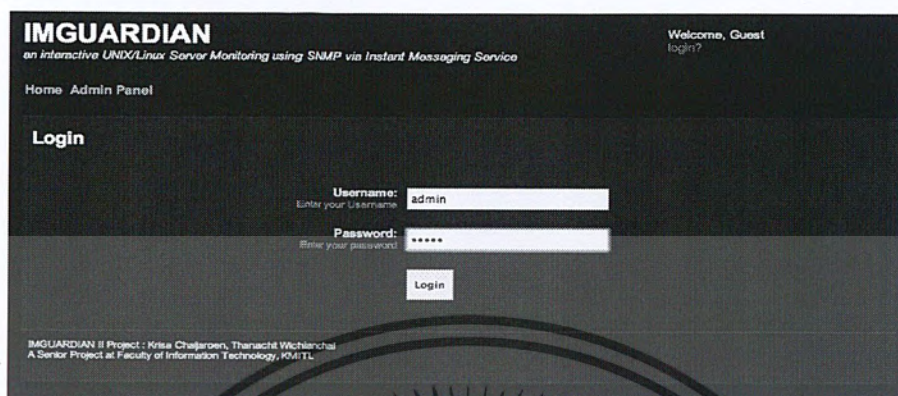 IMGUARDIAN
an interactive UNIX/Linux Server Monitoring using SNMP via Instant Messaging Service
Welcome, Guest
login?
Home Admin Panel
Login
Username:
Enter your Username
admin
Password:
Enter your password
•••••
Login
IMGUARDIAN II Project : Krisa Chaijaroen, Thanacht Wichianchai
A Senior Project at Faculty of Information Technology, KMITL